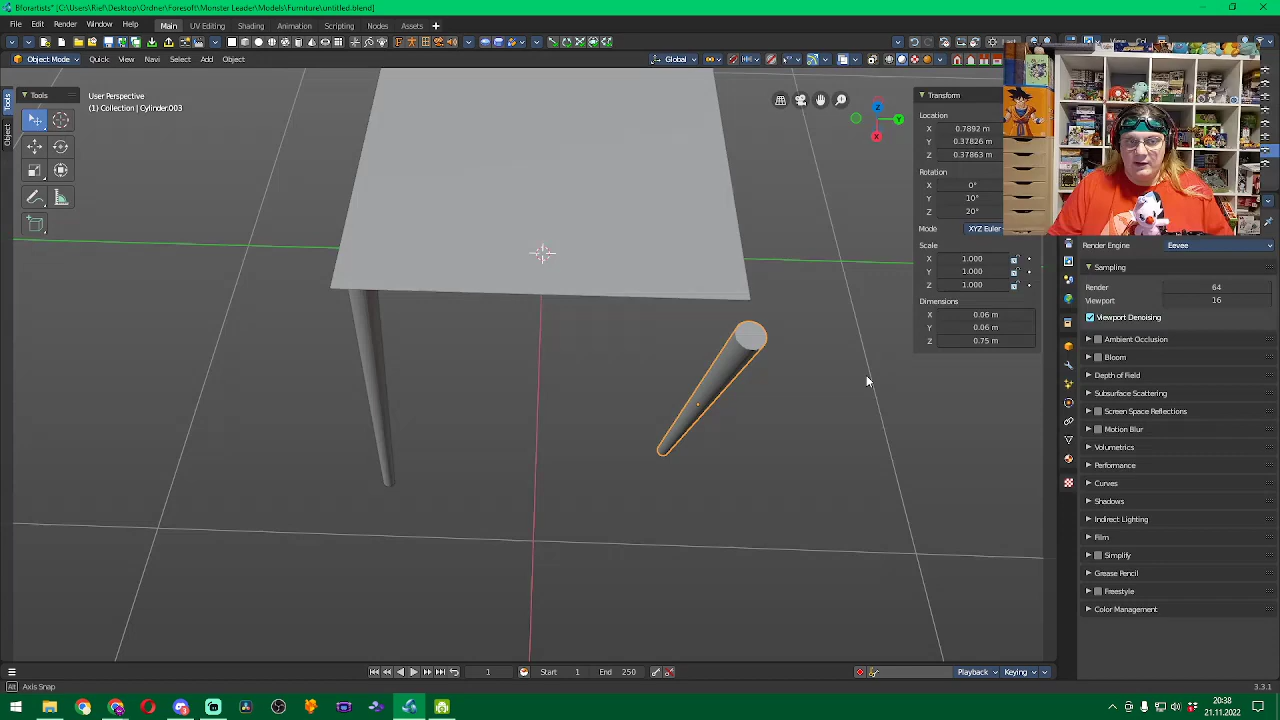 Bforartists* [C:\Users\Riel\Desktop\Ordner\Foresoft\Monster Leader\Models\Furniture\untitled.blend]
File Edit Render Window Help
Main UV Editing Shading Animation Scripting Nodes Assets
Object Mode Quick View Navi Select Add Object
Global
Tools
Tools
Object
User Perspective
(1) Collection | Cylinder.003
Z
Y
X
Transform
Location
X 0.7892 m
Y 0.37826 m
Z 0.37863 m
Rotation
X 0°
Y 10°
Z 20°
Mode XYZ Euler
Scale
X 1.000
Y 1.000
Z 1.000
Dimensions
X 0.06 m
Y 0.06 m
Z 0.75 m
Render Engine Eevee
Sampling
Render 64
Viewport 16
Viewport Denoising
Ambient Occlusion
Bloom
Depth of Field
Subsurface Scattering
Screen Space Reflections
Motion Blur
Volumetrics
Performance
Curves
Shadows
Indirect Lighting
Film
Simplify
Grease Pencil
Freestyle
Color Management
1 Start 1 End 250 Playback Keying
Alt Axis Snap 3.3.1
20:38
21.11.2022